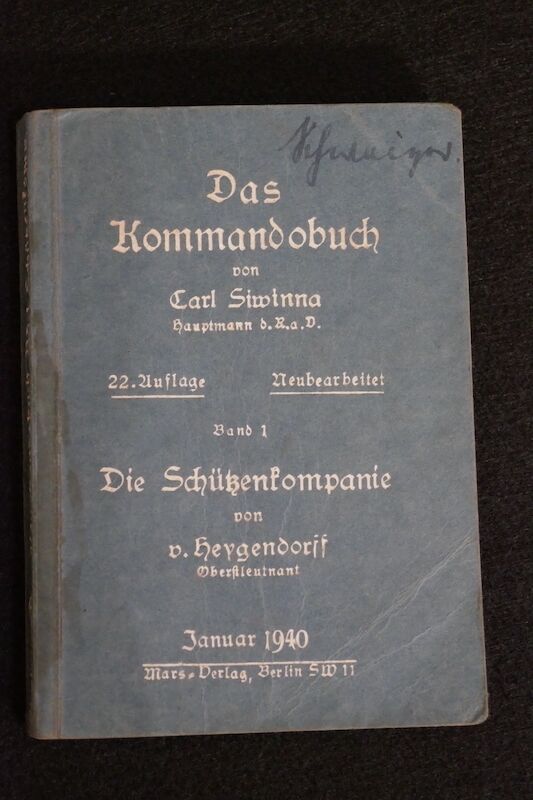 Schwaiger.
Das
Kommandobuch
von
Carl Siwinna
Hauptmann d.R.a.D.
22. Auflage Neubearbeitet
Band 1
Die Schützenkompanie
von
v. Heygendorff
Oberstleutnant
Januar 1940
Mars-Verlag, Berlin SW 11